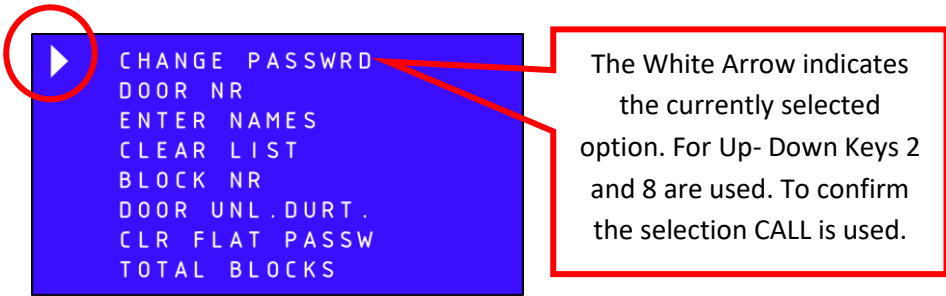 CHANGE PASSWRD
DOOR NR
ENTER NAMES
CLEAR LIST
BLOCK NR
DOOR UNL.DURT.
CLR FLAT PASSW
TOTAL BLOCKS
The White Arrow indicates
the currently selected
option. For Up- Down Keys 2
and 8 are used. To confirm
the selection CALL is used.